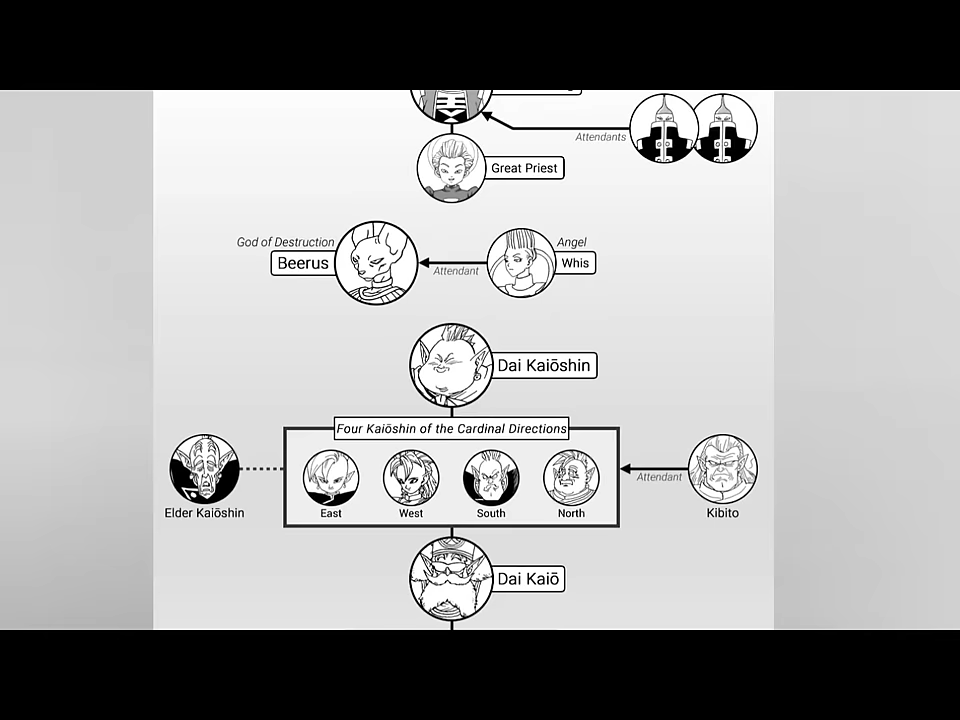 Attendants
Great Priest
God of Destruction
Beerus
Attendant
Angel
Whis
Dai Kaiōshin
Four Kaiōshin of the Cardinal Directions
East
West
South
North
Attendant
Elder Kaiōshin
Kibito
Dai Kaiō